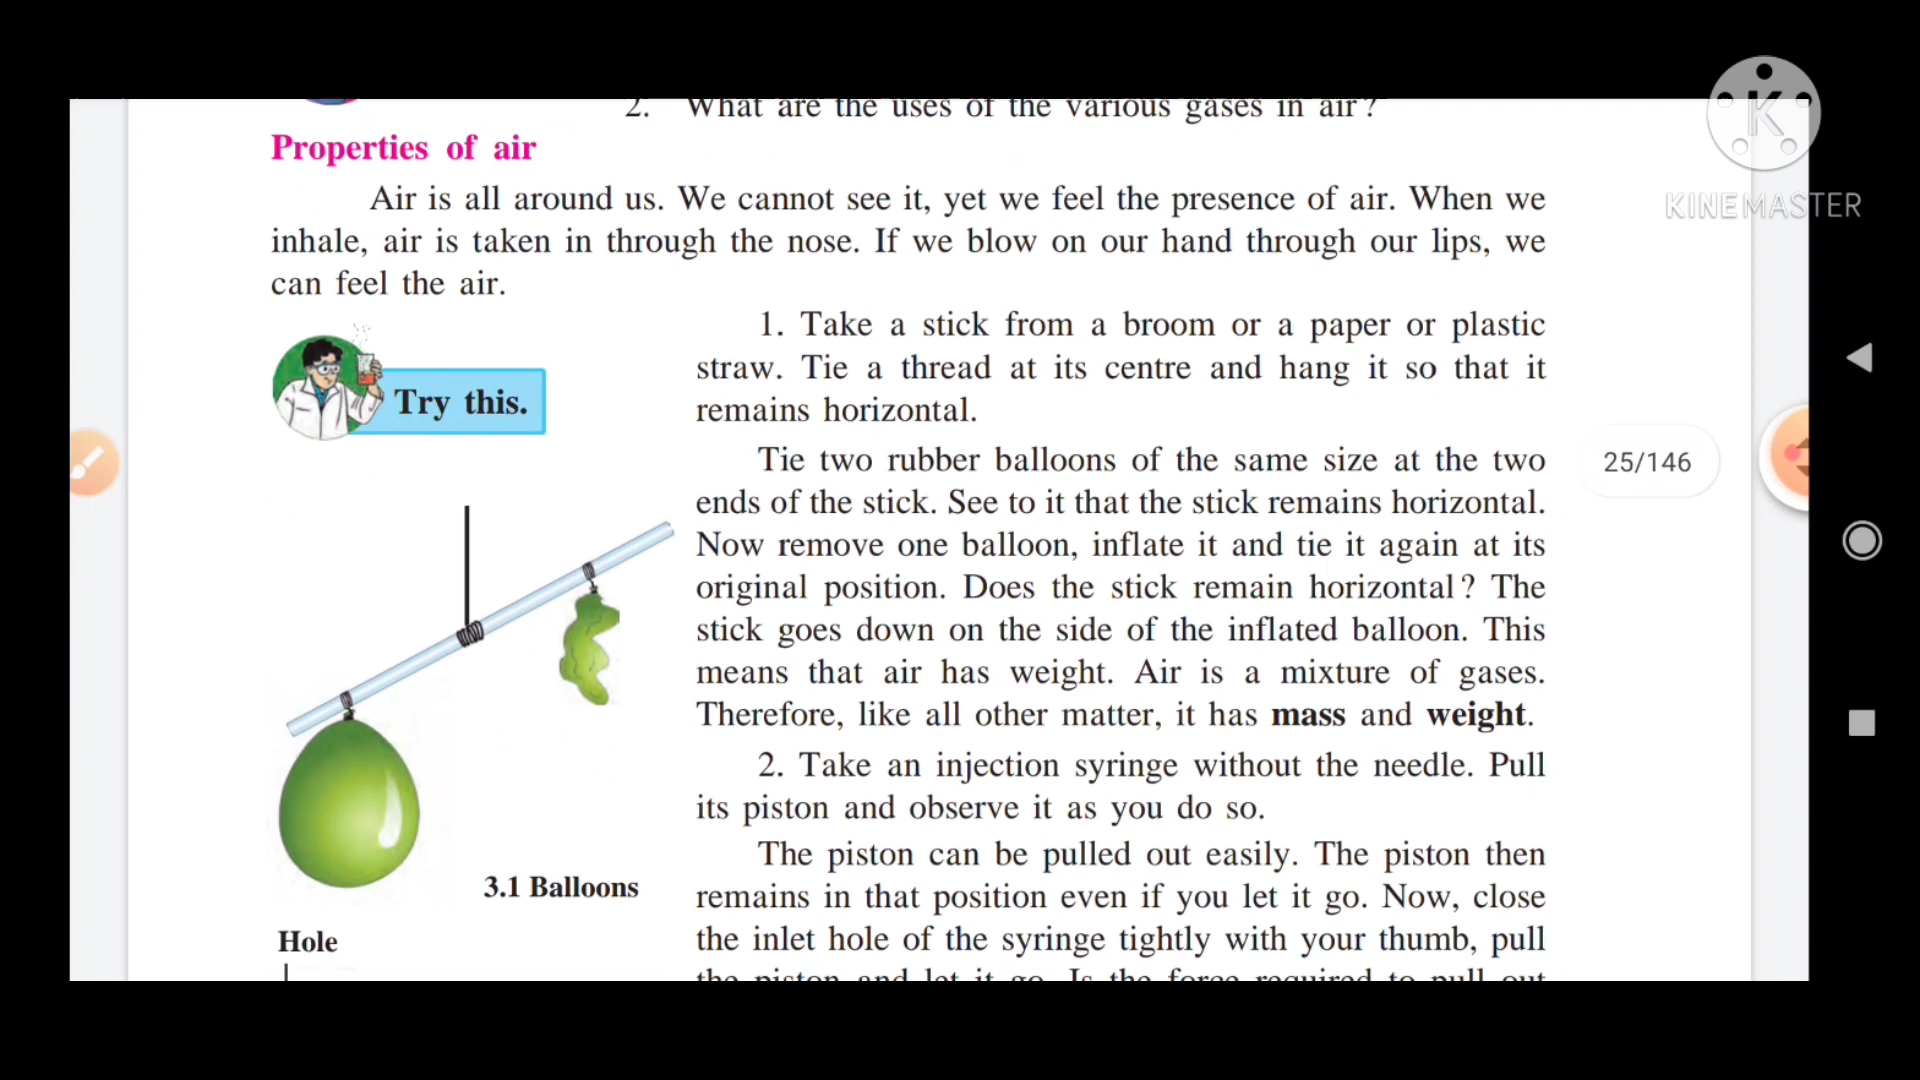 2. What are the uses of the various gases in air?
Properties of air
Air is all around us. We cannot see it, yet we feel the presence of air. When we
inhale, air is taken in through the nose. If we blow on our hand through our lips, we
can feel the air.
Try this.
1. Take a stick from a broom or a paper or plastic
straw. Tie a thread at its centre and hang it so that it
remains horizontal.
Tie two rubber balloons of the same size at the two
ends of the stick. See to it that the stick remains horizontal.
Now remove one balloon, inflate it and tie it again at its
original position. Does the stick remain horizontal? The
stick goes down on the side of the inflated balloon. This
means that air has weight. Air is a mixture of gases.
Therefore, like all other matter, it has mass and weight.
2. Take an injection syringe without the needle. Pull
its piston and observe it as you do so.
The piston can be pulled out easily. The piston then
remains in that position even if you let it go. Now, close
the inlet hole of the syringe tightly with your thumb, pull
the piston and let it go. Is the force required to pull out
3.1 Balloons
Hole
25/146
K
KINEMASTER